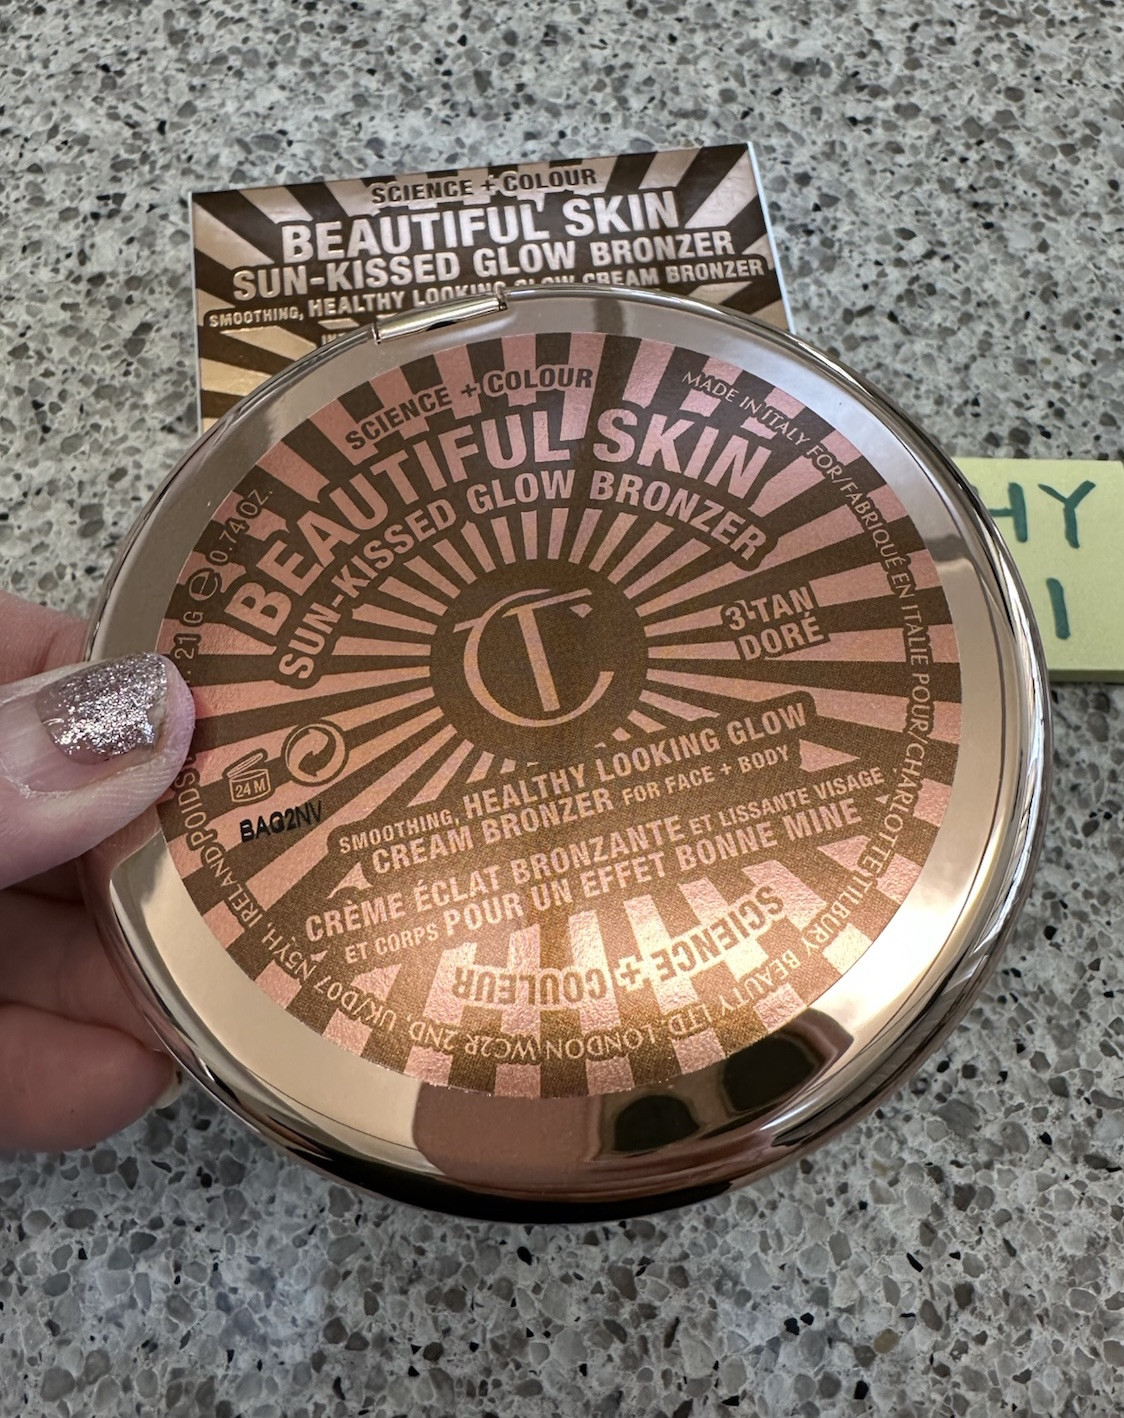 SCIENCE + COLOUR
BEAUTIFUL SKIN
SUN-KISSED GLOW BRONZER
SMOOTHING, HEALTHY LOOKING GLOW CREAM BRONZER
SCIENCE + COLOUR
BEAUTIFUL SKIN
SUN-KISSED GLOW BRONZER
CT
3-TAN
DORÉ
SMOOTHING, HEALTHY LOOKING GLOW
CREAM BRONZER FOR FACE + BODY
CRÈME ÉCLAT BRONZANTE ET LISSANTE VISAGE
ET CORPS POUR UN EFFET BONNE MINE
SCIENCE + COULEUR
24 M
BAG2NV
MADE IN ITALY FOR/FABRIQUÉ EN ITALIE POUR/CHARLOTTE TILBURY BEAUTY LTD. LONDON WC2R 2ND, UK/D07 N5YH, IRELAND
POIDS
21 G ℮ 0.74 OZ.
HY
1